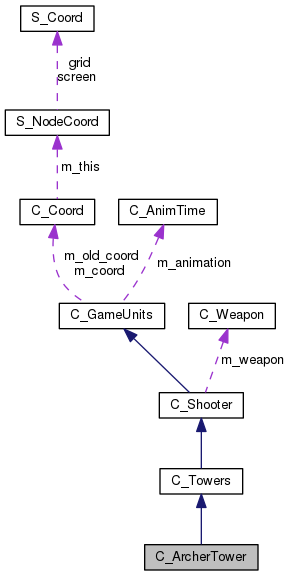 S_Coord
grid
screen
S_NodeCoord
m_this
C_Coord
C_AnimTime
m_old_coord
m_coord
m_animation
C_GameUnits
C_Weapon
m_weapon
C_Shooter
C_Towers
C_ArcherTower